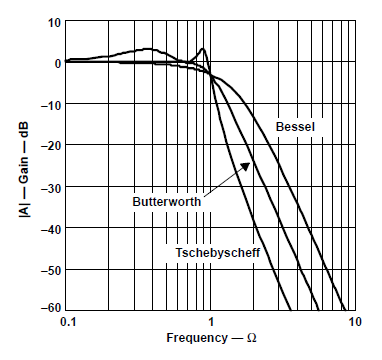 10
0
–10
–20
–30
–40
–50
–60
|A| — Gain — dB
Bessel
Butterworth
Tschebyscheff
0.1
1
10
Frequency — Ω